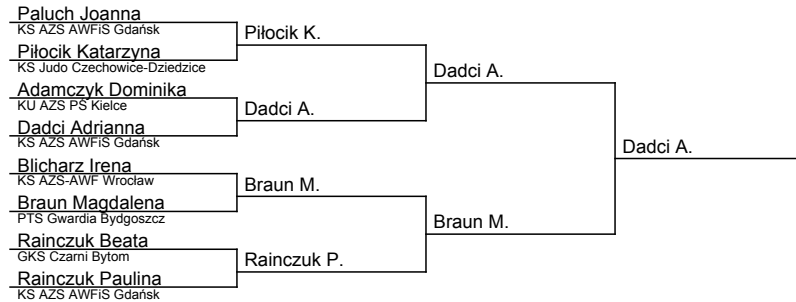 Paluch Joanna
KS AZS AWFiS Gdańsk
Piłocik K.
Piłocik Katarzyna
KS Judo Czechowice-Dziedzice
Dadci A.
Adamczyk Dominika
KU AZS PŚ Kielce
Dadci A.
Dadci Adrianna
KS AZS AWFiS Gdańsk
Dadci A.
Blicharz Irena
KS AZS-AWF Wrocław
Braun M.
Braun Magdalena
PTS Gwardia Bydgoszcz
Braun M.
Rainczuk Beata
GKS Czarni Bytom
Rainczuk P.
Rainczuk Paulina
KS AZS AWFiS Gdańsk